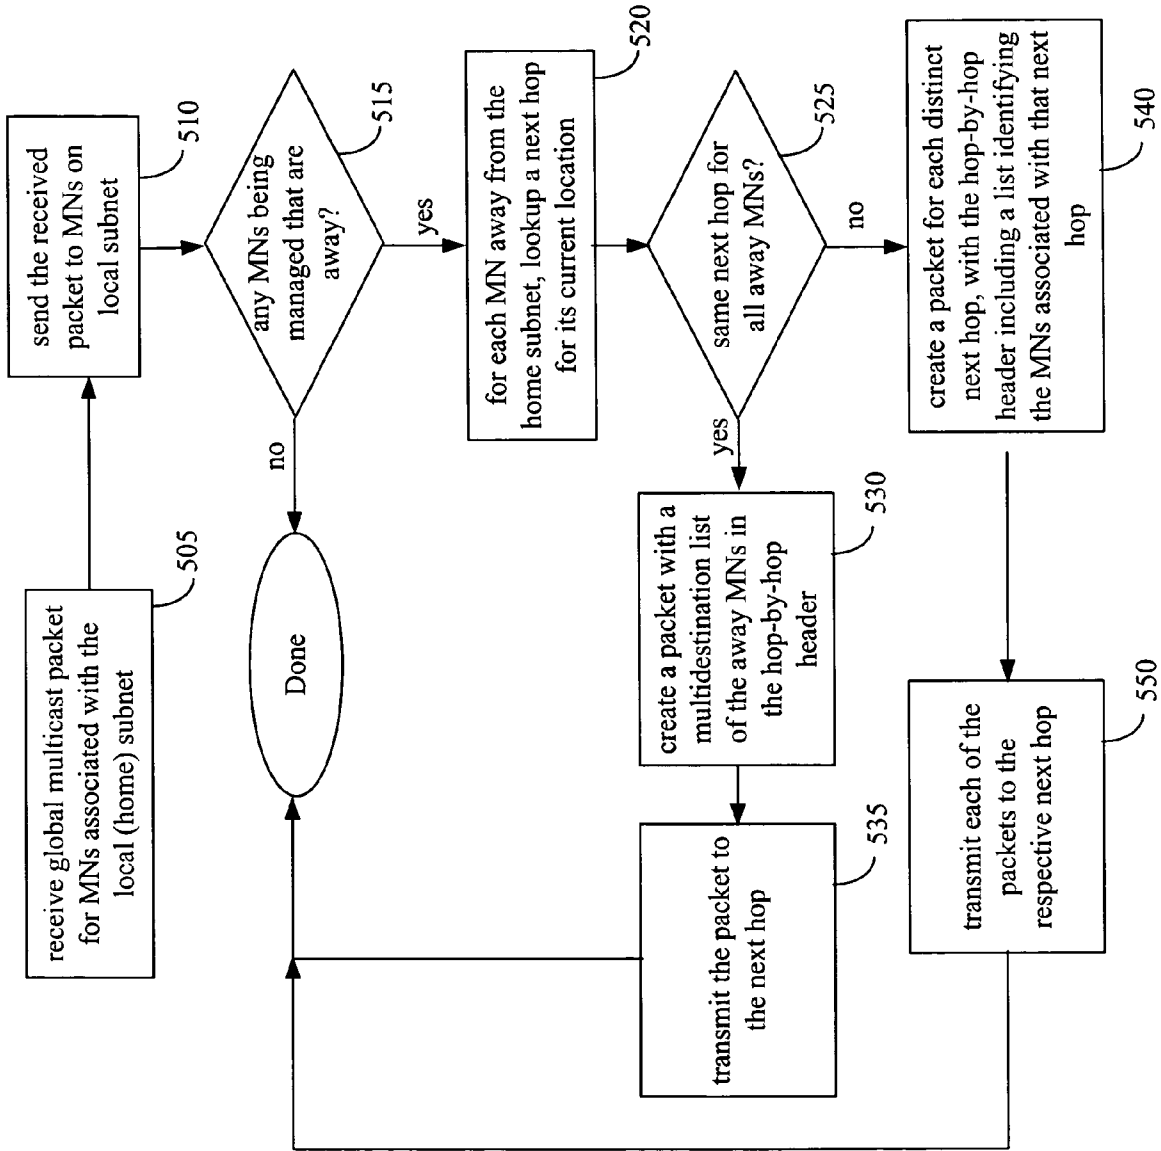 receive global multicast packet
for MNs associated with the
local (home) subnet
505
send the received
packet to MNs on
local subnet
510
any MNs being
managed that are
away?
515
no
yes
Done
for each MN away from the
home subnet, lookup a next hop
for its current location
520
same next hop for
all away MNs?
525
yes
no
create a packet with a
multidestination list
of the away MNs in
the hop-by-hop
header
530
transmit the packet to
the next hop
535
create a packet for each distinct
next hop, with the hop-by-hop
header including a list identifying
the MNs associated with that next
hop
540
transmit each of the
packets to the
respective next hop
550